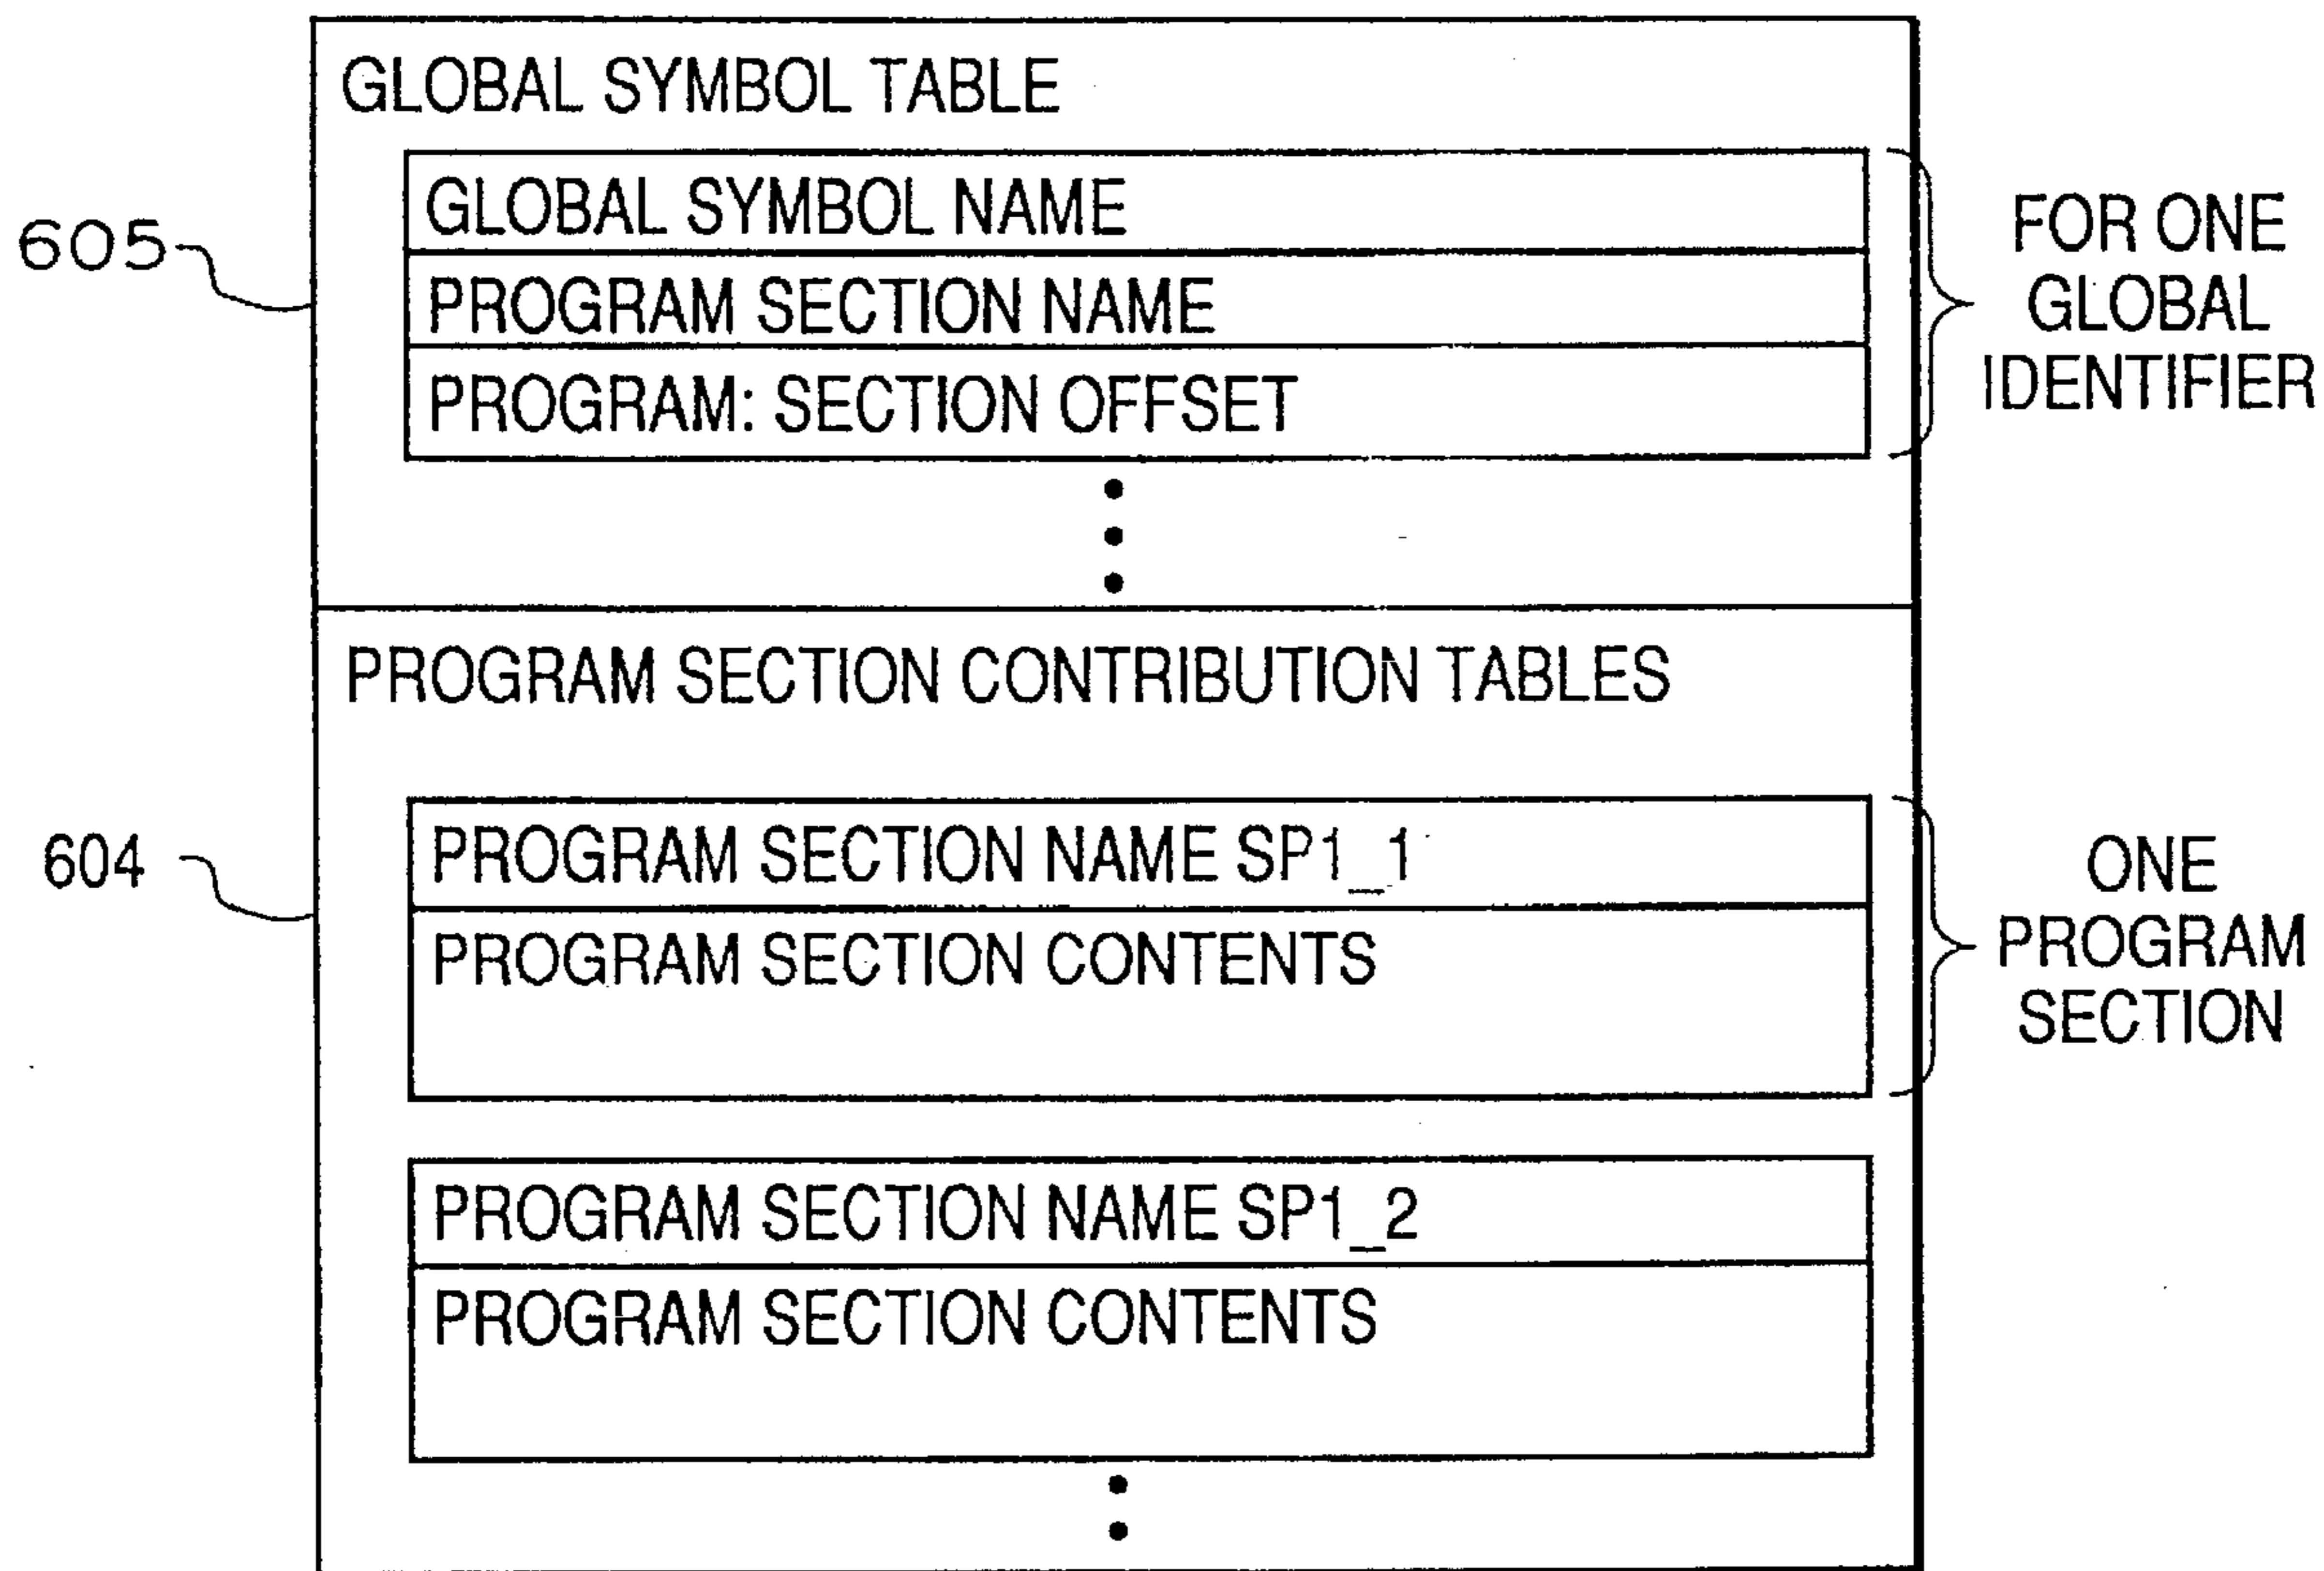 GLOBAL SYMBOL TABLE
605
GLOBAL SYMBOL NAME
PROGRAM SECTION NAME
PROGRAM: SECTION OFFSET
FOR ONE
GLOBAL
IDENTIFIER
PROGRAM SECTION CONTRIBUTION TABLES
604
PROGRAM SECTION NAME SP1_1
PROGRAM SECTION CONTENTS
ONE
PROGRAM
SECTION
PROGRAM SECTION NAME SP1_2
PROGRAM SECTION CONTENTS